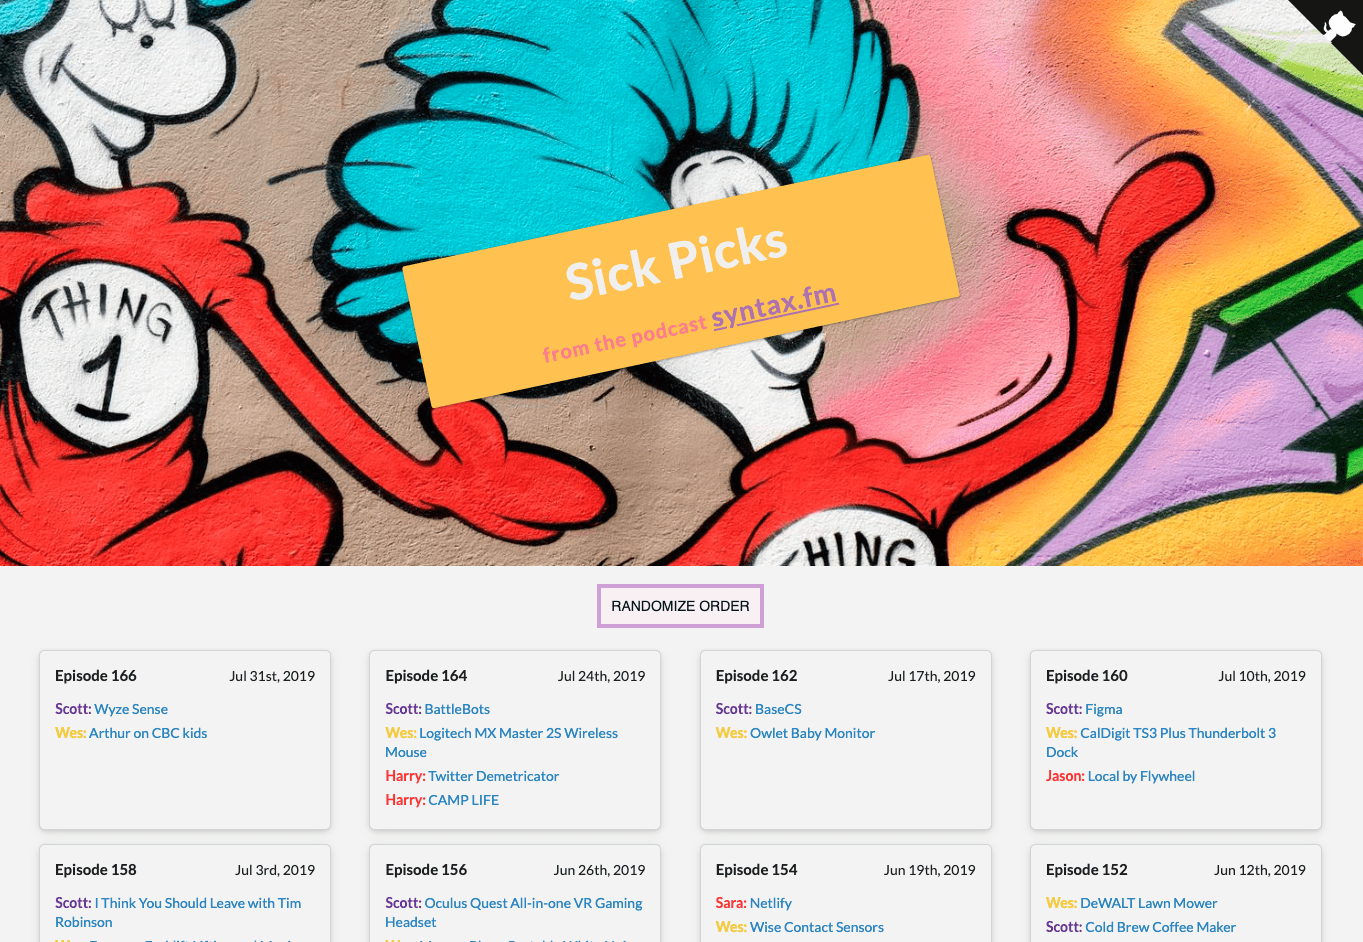 THING
1
Sick Picks
from the podcast syntax.fm
HING
RANDOMIZE ORDER
Episode 166 Jul 31st, 2019
Scott: Wyze Sense
Wes: Arthur on CBC kids
Episode 164 Jul 24th, 2019
Scott: BattleBots
Wes: Logitech MX Master 2S Wireless
Mouse
Harry: Twitter Demetricator
Harry: CAMP LIFE
Episode 162 Jul 17th, 2019
Scott: BaseCS
Wes: Owlet Baby Monitor
Episode 160 Jul 10th, 2019
Scott: Figma
Wes: CalDigit TS3 Plus Thunderbolt 3
Dock
Jason: Local by Flywheel
Episode 158 Jul 3rd, 2019
Scott: I Think You Should Leave with Tim
Robinson
Episode 156 Jun 26th, 2019
Scott: Oculus Quest All-in-one VR Gaming
Headset
Episode 154 Jun 19th, 2019
Sara: Netlify
Wes: Wise Contact Sensors
Episode 152 Jun 12th, 2019
Wes: DeWALT Lawn Mower
Scott: Cold Brew Coffee Maker